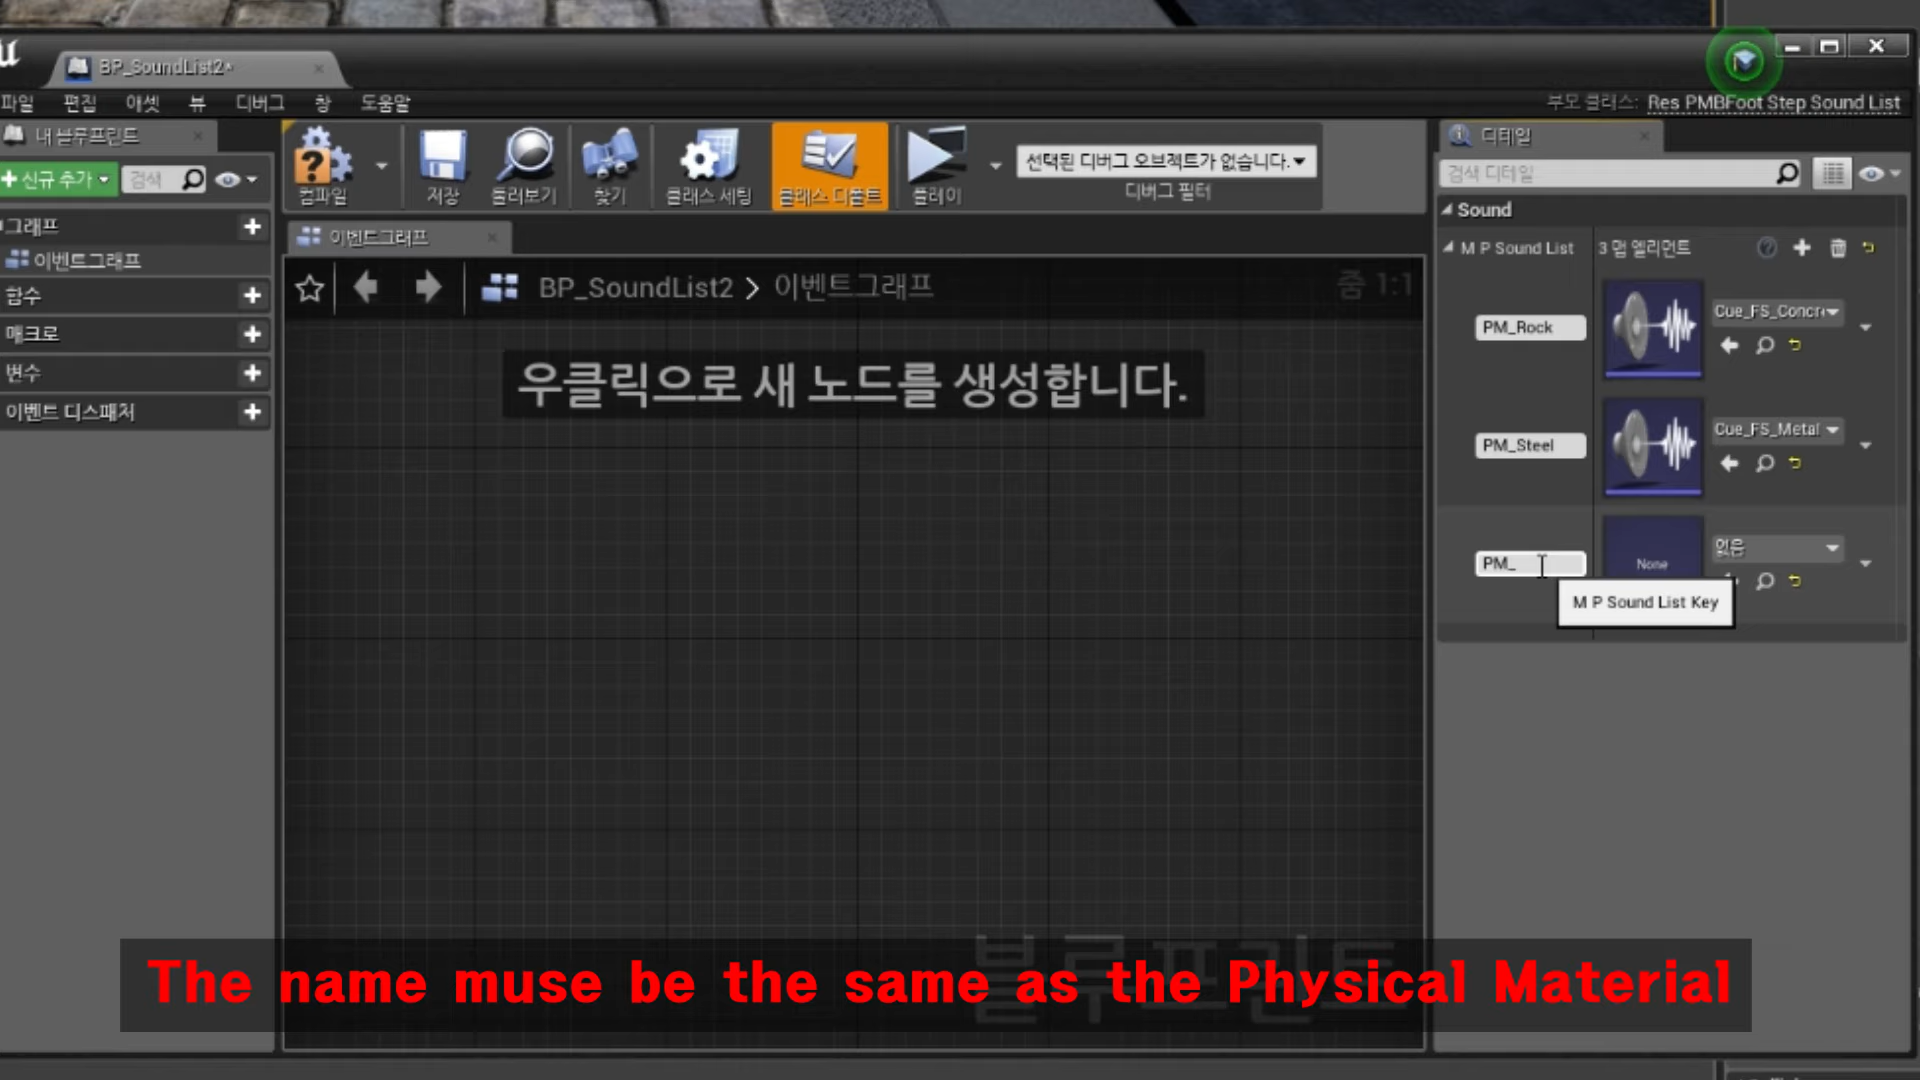 BP_SoundList2*
파일 편집 애셋 뷰 디버그 창 도움말
부모 클래스: Res PMBFoot Step Sound List
내 블루프린트
신규 추가
검색
그래프
이벤트그래프
함수
매크로
변수
이벤트 디스패처
컴파일
저장
둘러보기
찾기
클래스 세팅
클래스 디폴트
플레이
선택된 디버그 오브젝트가 없습니다.
디버그 필터
이벤트그래프
BP_SoundList2 > 이벤트그래프
줌 1:1
우클릭으로 새 노드를 생성합니다.
블루프린트
디테일
검색 디테일
Sound
M P Sound List 3 맵 엘리먼트
PM_Rock
Cue_FS_Concr
PM_Steel
Cue_FS_Metal
PM_
None
없음
M P Sound List Key
The name muse be the same as the Physical Material